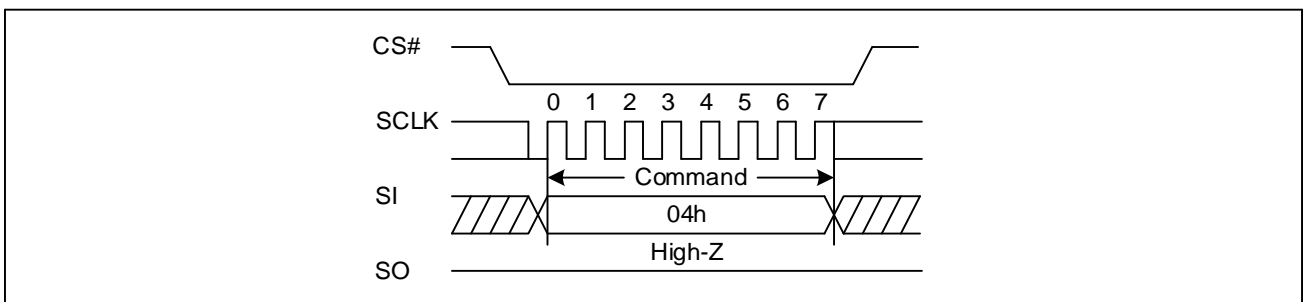 CS#
0 1 2 3 4 5 6 7
SCLK
Command
SI
04h
High-Z
SO